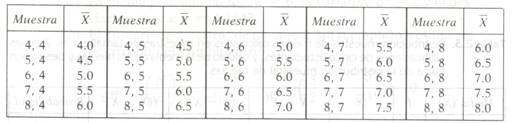 Muestra X̅ Muestra X̅ Muestra X̅ Muestra X̅ Muestra X̅
4, 4 4.0 4, 5 4.5 4, 6 5.0 4, 7 5.5 4, 8 6.0
5, 4 4.5 5, 5 5.0 5, 6 5.5 5, 7 6.0 5, 8 6.5
6, 4 5.0 6, 5 5.5 6, 6 6.0 6, 7 6.5 6, 8 7.0
7, 4 5.5 7, 5 6.0 7, 6 6.5 7, 7 7.0 7, 8 7.5
8, 4 6.0 8, 5 6.5 8, 6 7.0 8, 7 7.5 8, 8 8.0